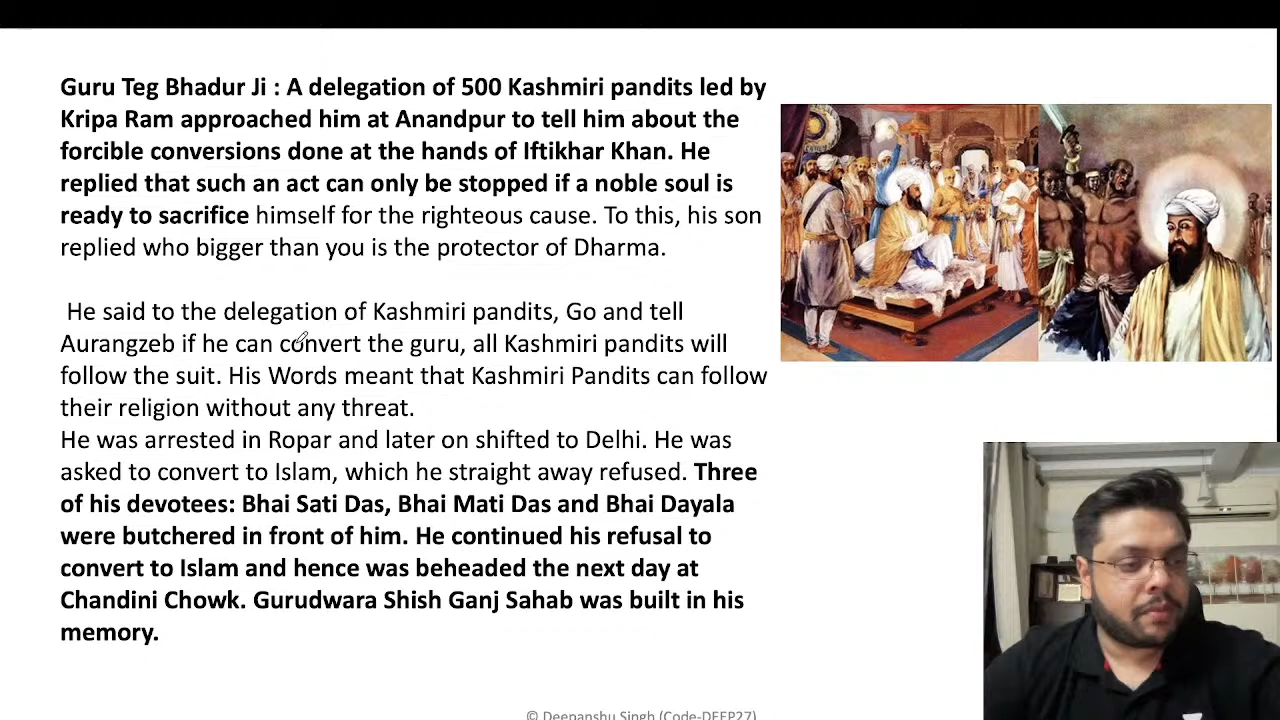 Guru Teg Bhadur Ji : A delegation of 500 Kashmiri pandits led by
Kripa Ram approached him at Anandpur to tell him about the
forcible conversions done at the hands of Iftikhar Khan. He
replied that such an act can only be stopped if a noble soul is
ready to sacrifice himself for the righteous cause. To this, his son
replied who bigger than you is the protector of Dharma.
He said to the delegation of Kashmiri pandits, Go and tell
Aurangzeb if he can convert the guru, all Kashmiri pandits will
follow the suit. His Words meant that Kashmiri Pandits can follow
their religion without any threat.
He was arrested in Ropar and later on shifted to Delhi. He was
asked to convert to Islam, which he straight away refused. Three
of his devotees: Bhai Sati Das, Bhai Mati Das and Bhai Dayala
were butchered in front of him. He continued his refusal to
convert to Islam and hence was beheaded the next day at
Chandini Chowk. Gurudwara Shish Ganj Sahab was built in his
memory.
© Deepanshu Singh (Code-DEEP27)